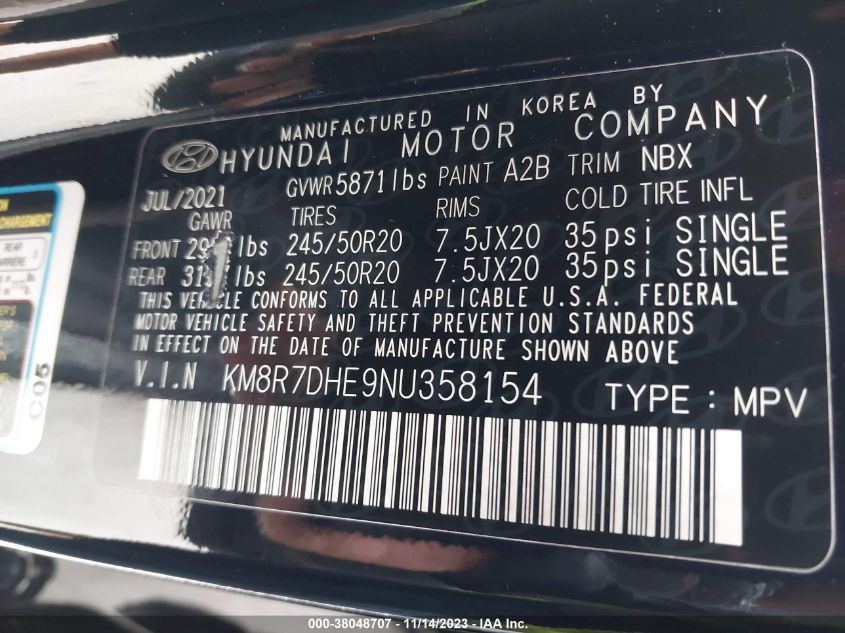 MANUFACTURED IN KOREA BY
HYUNDAI MOTOR COMPANY
JUL/2021 GVWR 5871lbs PAINT A2B TRIM NBX
GAWR TIRES RIMS COLD TIRE INFL
FRONT lbs 245/50R20 7.5JX20 35psi SINGLE
REAR lbs 245/50R20 7.5JX20 35psi SINGLE
THIS VEHICLE CONFORMS TO ALL APPLICABLE U.S.A. FEDERAL
MOTOR VEHICLE SAFETY AND THEFT PREVENTION STANDARDS
IN EFFECT ON THE DATE OF MANUFACTURE SHOWN ABOVE
V.I.N KM8R7DHE9NU358154 TYPE : MPV
C05
REAR
000-38048707 - 11/14/2023 - IAA Inc.